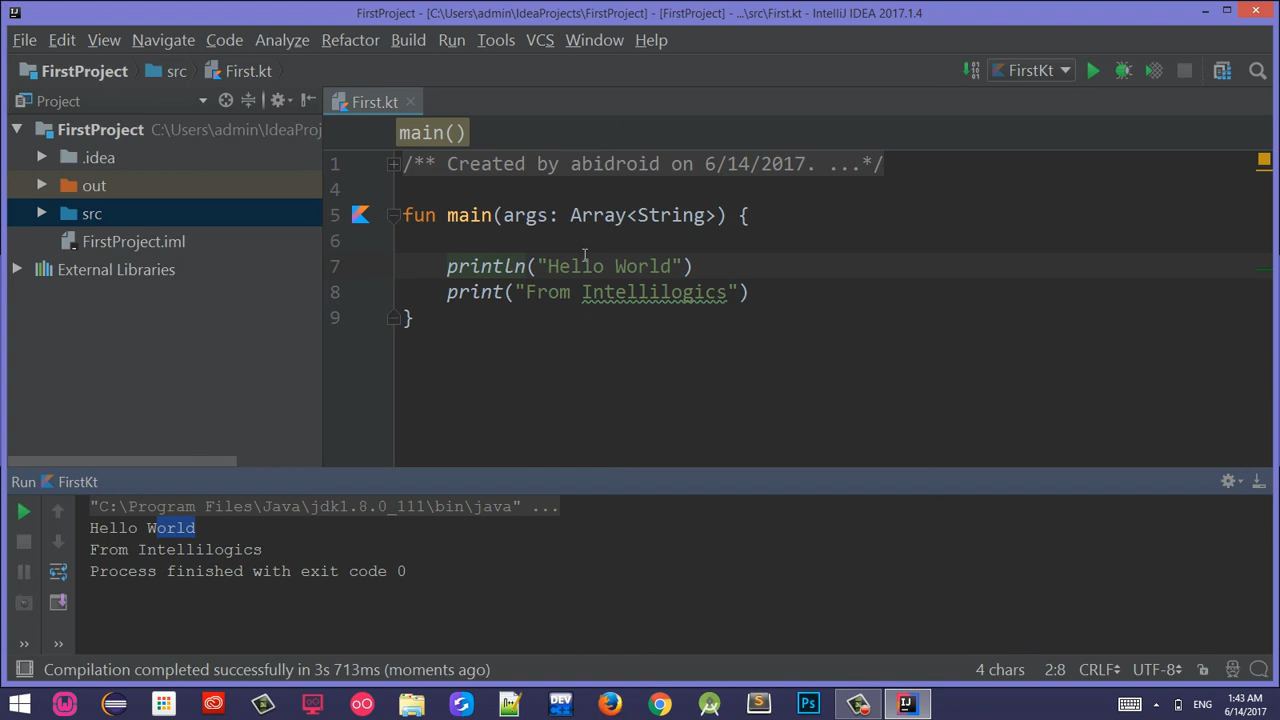 FirstProject - [C:\Users\admin\IdeaProjects\FirstProject] - [FirstProject] - ...\src\First.kt - IntelliJ IDEA 2017.1.4
File Edit View Navigate Code Analyze Refactor Build Run Tools VCS Window Help
FirstProject src First.kt FirstKt
Project
First.kt
FirstProject C:\Users\admin\IdeaProj
.idea
out
src
FirstProject.iml
External Libraries
main()
1 /** Created by abidroid on 6/14/2017. ...*/
4
5 fun main(args: Array<String>) {
6
7 println("Hello World")
8 print("From Intellilogics")
9 }
Run FirstKt
"C:\Program Files\Java\jdk1.8.0_111\bin\java" ...
Hello World
From Intellilogics
Process finished with exit code 0
Compilation completed successfully in 3s 713ms (moments ago) 4 chars 2:8 CRLF UTF-8
DEV
Ps
ENG
1:43 AM
6/14/2017